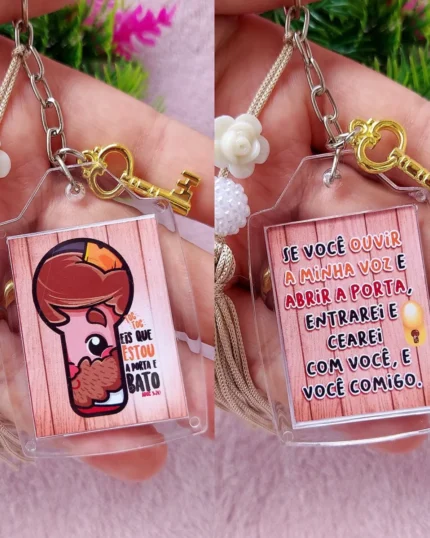 TOC
TOC
EIS QUE
ESTOU
A PORTA E
BATO
SE VOCÊ OUVIR
A MINHA VOZ E
ABRIR A PORTA,
ENTRAREI E
CEAREI
COM VOCÊ, E
VOCÊ COMIGO.